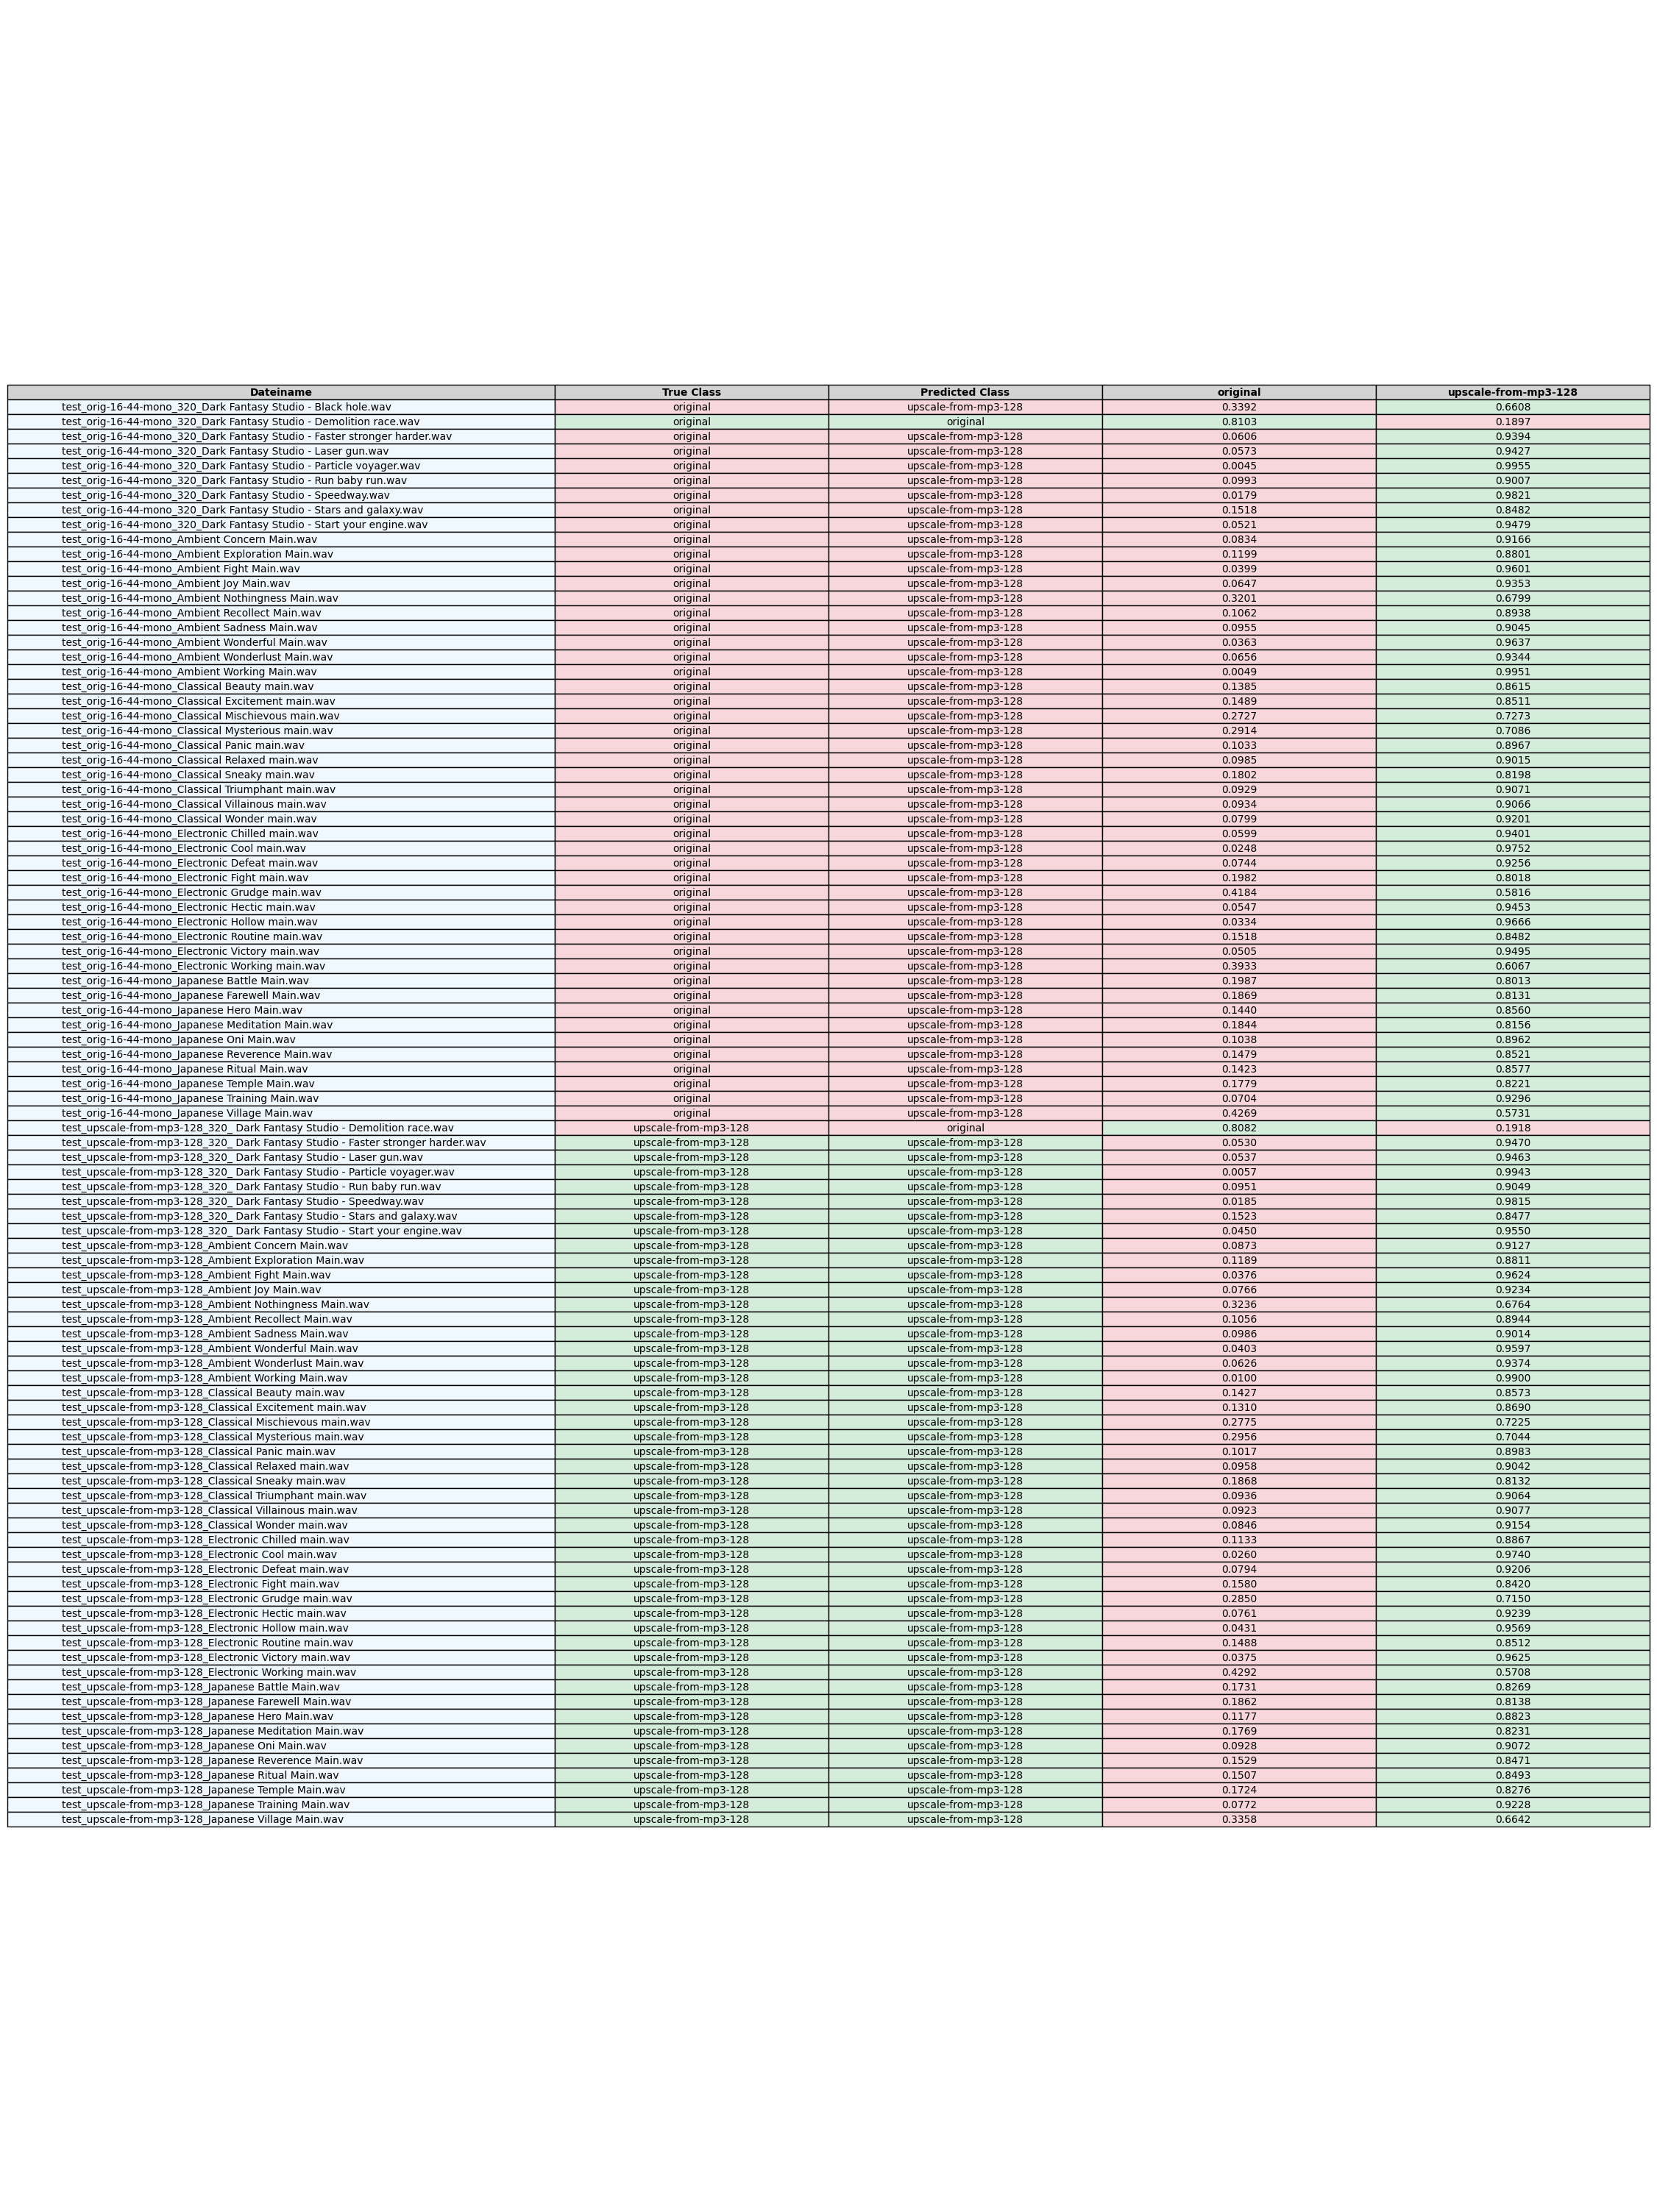 Dateiname True Class Predicted Class original upscale-from-mp3-128
test_orig-16-44-mono_320_Dark Fantasy Studio - Black hole.wav original upscale-from-mp3-128 0.3392 0.6608
test_orig-16-44-mono_320_Dark Fantasy Studio - Demolition race.wav original original 0.8103 0.1897
test_orig-16-44-mono_320_Dark Fantasy Studio - Faster stronger harder.wav original upscale-from-mp3-128 0.0606 0.9394
test_orig-16-44-mono_320_Dark Fantasy Studio - Laser gun.wav original upscale-from-mp3-128 0.0573 0.9427
test_orig-16-44-mono_320_Dark Fantasy Studio - Particle voyager.wav original upscale-from-mp3-128 0.0045 0.9955
test_orig-16-44-mono_320_Dark Fantasy Studio - Run baby run.wav original upscale-from-mp3-128 0.0993 0.9007
test_orig-16-44-mono_320_Dark Fantasy Studio - Speedway.wav original upscale-from-mp3-128 0.0179 0.9821
test_orig-16-44-mono_320_Dark Fantasy Studio - Stars and galaxy.wav original upscale-from-mp3-128 0.1518 0.8482
test_orig-16-44-mono_320_Dark Fantasy Studio - Start your engine.wav original upscale-from-mp3-128 0.0521 0.9479
test_orig-16-44-mono_Ambient Concern Main.wav original upscale-from-mp3-128 0.0834 0.9166
test_orig-16-44-mono_Ambient Exploration Main.wav original upscale-from-mp3-128 0.1199 0.8801
test_orig-16-44-mono_Ambient Fight Main.wav original upscale-from-mp3-128 0.0399 0.9601
test_orig-16-44-mono_Ambient Joy Main.wav original upscale-from-mp3-128 0.0647 0.9353
test_orig-16-44-mono_Ambient Nothingness Main.wav original upscale-from-mp3-128 0.3201 0.6799
test_orig-16-44-mono_Ambient Recollect Main.wav original upscale-from-mp3-128 0.1062 0.8938
test_orig-16-44-mono_Ambient Sadness Main.wav original upscale-from-mp3-128 0.0955 0.9045
test_orig-16-44-mono_Ambient Wonderful Main.wav original upscale-from-mp3-128 0.0363 0.9637
test_orig-16-44-mono_Ambient Wonderlust Main.wav original upscale-from-mp3-128 0.0656 0.9344
test_orig-16-44-mono_Ambient Working Main.wav original upscale-from-mp3-128 0.0049 0.9951
test_orig-16-44-mono_Classical Beauty main.wav original upscale-from-mp3-128 0.1385 0.8615
test_orig-16-44-mono_Classical Excitement main.wav original upscale-from-mp3-128 0.1489 0.8511
test_orig-16-44-mono_Classical Mischievous main.wav original upscale-from-mp3-128 0.2727 0.7273
test_orig-16-44-mono_Classical Mysterious main.wav original upscale-from-mp3-128 0.2914 0.7086
test_orig-16-44-mono_Classical Panic main.wav original upscale-from-mp3-128 0.1033 0.8967
test_orig-16-44-mono_Classical Relaxed main.wav original upscale-from-mp3-128 0.0985 0.9015
test_orig-16-44-mono_Classical Sneaky main.wav original upscale-from-mp3-128 0.1802 0.8198
test_orig-16-44-mono_Classical Triumphant main.wav original upscale-from-mp3-128 0.0929 0.9071
test_orig-16-44-mono_Classical Villainous main.wav original upscale-from-mp3-128 0.0934 0.9066
test_orig-16-44-mono_Classical Wonder main.wav original upscale-from-mp3-128 0.0799 0.9201
test_orig-16-44-mono_Electronic Chilled main.wav original upscale-from-mp3-128 0.0599 0.9401
test_orig-16-44-mono_Electronic Cool main.wav original upscale-from-mp3-128 0.0248 0.9752
test_orig-16-44-mono_Electronic Defeat main.wav original upscale-from-mp3-128 0.0744 0.9256
test_orig-16-44-mono_Electronic Fight main.wav original upscale-from-mp3-128 0.1982 0.8018
test_orig-16-44-mono_Electronic Grudge main.wav original upscale-from-mp3-128 0.4184 0.5816
test_orig-16-44-mono_Electronic Hectic main.wav original upscale-from-mp3-128 0.0547 0.9453
test_orig-16-44-mono_Electronic Hollow main.wav original upscale-from-mp3-128 0.0334 0.9666
test_orig-16-44-mono_Electronic Routine main.wav original upscale-from-mp3-128 0.1518 0.8482
test_orig-16-44-mono_Electronic Victory main.wav original upscale-from-mp3-128 0.0505 0.9495
test_orig-16-44-mono_Electronic Working main.wav original upscale-from-mp3-128 0.3933 0.6067
test_orig-16-44-mono_Japanese Battle Main.wav original upscale-from-mp3-128 0.1987 0.8013
test_orig-16-44-mono_Japanese Farewell Main.wav original upscale-from-mp3-128 0.1869 0.8131
test_orig-16-44-mono_Japanese Hero Main.wav original upscale-from-mp3-128 0.1440 0.8560
test_orig-16-44-mono_Japanese Meditation Main.wav original upscale-from-mp3-128 0.1844 0.8156
test_orig-16-44-mono_Japanese Oni Main.wav original upscale-from-mp3-128 0.1038 0.8962
test_orig-16-44-mono_Japanese Reverence Main.wav original upscale-from-mp3-128 0.1479 0.8521
test_orig-16-44-mono_Japanese Ritual Main.wav original upscale-from-mp3-128 0.1423 0.8577
test_orig-16-44-mono_Japanese Temple Main.wav original upscale-from-mp3-128 0.1779 0.8221
test_orig-16-44-mono_Japanese Training Main.wav original upscale-from-mp3-128 0.0704 0.9296
test_orig-16-44-mono_Japanese Village Main.wav original upscale-from-mp3-128 0.4269 0.5731
test_upscale-from-mp3-128_320_ Dark Fantasy Studio - Demolition race.wav upscale-from-mp3-128 original 0.8082 0.1918
test_upscale-from-mp3-128_320_ Dark Fantasy Studio - Faster stronger harder.wav upscale-from-mp3-128 upscale-from-mp3-128 0.0530 0.9470
test_upscale-from-mp3-128_320_ Dark Fantasy Studio - Laser gun.wav upscale-from-mp3-128 upscale-from-mp3-128 0.0537 0.9463
test_upscale-from-mp3-128_320_ Dark Fantasy Studio - Particle voyager.wav upscale-from-mp3-128 upscale-from-mp3-128 0.0057 0.9943
test_upscale-from-mp3-128_320_ Dark Fantasy Studio - Run baby run.wav upscale-from-mp3-128 upscale-from-mp3-128 0.0951 0.9049
test_upscale-from-mp3-128_320_ Dark Fantasy Studio - Speedway.wav upscale-from-mp3-128 upscale-from-mp3-128 0.0185 0.9815
test_upscale-from-mp3-128_320_ Dark Fantasy Studio - Stars and galaxy.wav upscale-from-mp3-128 upscale-from-mp3-128 0.1523 0.8477
test_upscale-from-mp3-128_320_ Dark Fantasy Studio - Start your engine.wav upscale-from-mp3-128 upscale-from-mp3-128 0.0450 0.9550
test_upscale-from-mp3-128_Ambient Concern Main.wav upscale-from-mp3-128 upscale-from-mp3-128 0.0873 0.9127
test_upscale-from-mp3-128_Ambient Exploration Main.wav upscale-from-mp3-128 upscale-from-mp3-128 0.1189 0.8811
test_upscale-from-mp3-128_Ambient Fight Main.wav upscale-from-mp3-128 upscale-from-mp3-128 0.0376 0.9624
test_upscale-from-mp3-128_Ambient Joy Main.wav upscale-from-mp3-128 upscale-from-mp3-128 0.0766 0.9234
test_upscale-from-mp3-128_Ambient Nothingness Main.wav upscale-from-mp3-128 upscale-from-mp3-128 0.3236 0.6764
test_upscale-from-mp3-128_Ambient Recollect Main.wav upscale-from-mp3-128 upscale-from-mp3-128 0.1056 0.8944
test_upscale-from-mp3-128_Ambient Sadness Main.wav upscale-from-mp3-128 upscale-from-mp3-128 0.0986 0.9014
test_upscale-from-mp3-128_Ambient Wonderful Main.wav upscale-from-mp3-128 upscale-from-mp3-128 0.0403 0.9597
test_upscale-from-mp3-128_Ambient Wonderlust Main.wav upscale-from-mp3-128 upscale-from-mp3-128 0.0626 0.9374
test_upscale-from-mp3-128_Ambient Working Main.wav upscale-from-mp3-128 upscale-from-mp3-128 0.0100 0.9900
test_upscale-from-mp3-128_Classical Beauty main.wav upscale-from-mp3-128 upscale-from-mp3-128 0.1427 0.8573
test_upscale-from-mp3-128_Classical Excitement main.wav upscale-from-mp3-128 upscale-from-mp3-128 0.1310 0.8690
test_upscale-from-mp3-128_Classical Mischievous main.wav upscale-from-mp3-128 upscale-from-mp3-128 0.2775 0.7225
test_upscale-from-mp3-128_Classical Mysterious main.wav upscale-from-mp3-128 upscale-from-mp3-128 0.2956 0.7044
test_upscale-from-mp3-128_Classical Panic main.wav upscale-from-mp3-128 upscale-from-mp3-128 0.1017 0.8983
test_upscale-from-mp3-128_Classical Relaxed main.wav upscale-from-mp3-128 upscale-from-mp3-128 0.0958 0.9042
test_upscale-from-mp3-128_Classical Sneaky main.wav upscale-from-mp3-128 upscale-from-mp3-128 0.1868 0.8132
test_upscale-from-mp3-128_Classical Triumphant main.wav upscale-from-mp3-128 upscale-from-mp3-128 0.0936 0.9064
test_upscale-from-mp3-128_Classical Villainous main.wav upscale-from-mp3-128 upscale-from-mp3-128 0.0923 0.9077
test_upscale-from-mp3-128_Classical Wonder main.wav upscale-from-mp3-128 upscale-from-mp3-128 0.0846 0.9154
test_upscale-from-mp3-128_Electronic Chilled main.wav upscale-from-mp3-128 upscale-from-mp3-128 0.1133 0.8867
test_upscale-from-mp3-128_Electronic Cool main.wav upscale-from-mp3-128 upscale-from-mp3-128 0.0260 0.9740
test_upscale-from-mp3-128_Electronic Defeat main.wav upscale-from-mp3-128 upscale-from-mp3-128 0.0794 0.9206
test_upscale-from-mp3-128_Electronic Fight main.wav upscale-from-mp3-128 upscale-from-mp3-128 0.1580 0.8420
test_upscale-from-mp3-128_Electronic Grudge main.wav upscale-from-mp3-128 upscale-from-mp3-128 0.2850 0.7150
test_upscale-from-mp3-128_Electronic Hectic main.wav upscale-from-mp3-128 upscale-from-mp3-128 0.0761 0.9239
test_upscale-from-mp3-128_Electronic Hollow main.wav upscale-from-mp3-128 upscale-from-mp3-128 0.0431 0.9569
test_upscale-from-mp3-128_Electronic Routine main.wav upscale-from-mp3-128 upscale-from-mp3-128 0.1488 0.8512
test_upscale-from-mp3-128_Electronic Victory main.wav upscale-from-mp3-128 upscale-from-mp3-128 0.0375 0.9625
test_upscale-from-mp3-128_Electronic Working main.wav upscale-from-mp3-128 upscale-from-mp3-128 0.4292 0.5708
test_upscale-from-mp3-128_Japanese Battle Main.wav upscale-from-mp3-128 upscale-from-mp3-128 0.1731 0.8269
test_upscale-from-mp3-128_Japanese Farewell Main.wav upscale-from-mp3-128 upscale-from-mp3-128 0.1862 0.8138
test_upscale-from-mp3-128_Japanese Hero Main.wav upscale-from-mp3-128 upscale-from-mp3-128 0.1177 0.8823
test_upscale-from-mp3-128_Japanese Meditation Main.wav upscale-from-mp3-128 upscale-from-mp3-128 0.1769 0.8231
test_upscale-from-mp3-128_Japanese Oni Main.wav upscale-from-mp3-128 upscale-from-mp3-128 0.0928 0.9072
test_upscale-from-mp3-128_Japanese Reverence Main.wav upscale-from-mp3-128 upscale-from-mp3-128 0.1529 0.8471
test_upscale-from-mp3-128_Japanese Ritual Main.wav upscale-from-mp3-128 upscale-from-mp3-128 0.1507 0.8493
test_upscale-from-mp3-128_Japanese Temple Main.wav upscale-from-mp3-128 upscale-from-mp3-128 0.1724 0.8276
test_upscale-from-mp3-128_Japanese Training Main.wav upscale-from-mp3-128 upscale-from-mp3-128 0.0772 0.9228
test_upscale-from-mp3-128_Japanese Village Main.wav upscale-from-mp3-128 upscale-from-mp3-128 0.3358 0.6642